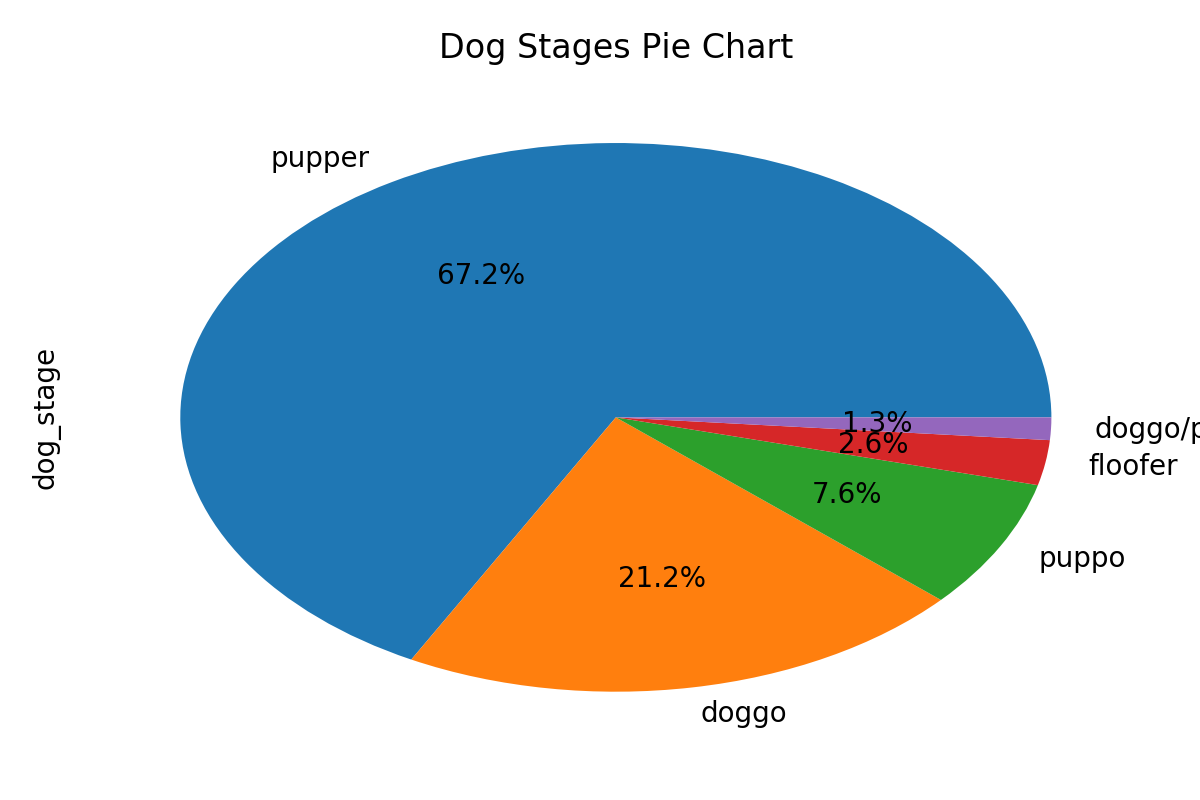 Dog Stages Pie Chart
pupper
67.2%
dog_stage
1.3%
doggo/p
2.6%
floofer
7.6%
puppo
21.2%
doggo